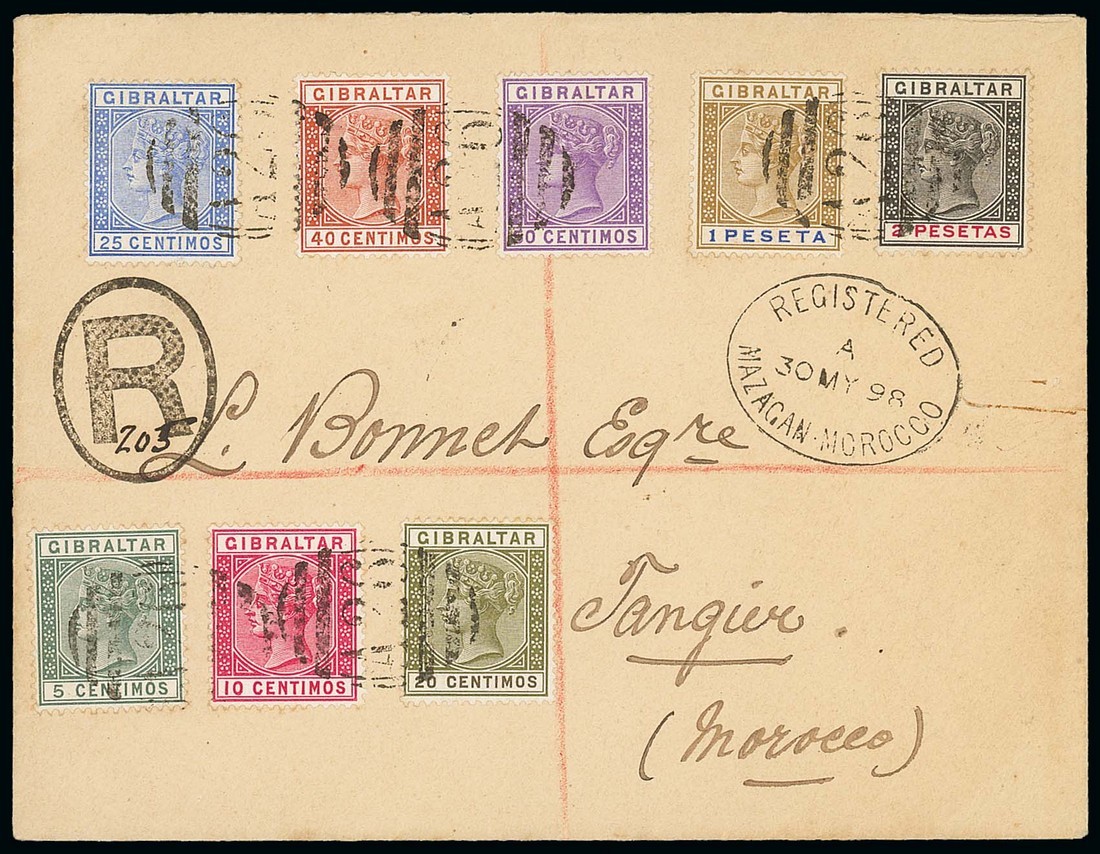 GIBRALTAR
25 CENTIMOS
GIBRALTAR
40 CENTIMOS
GIBRALTAR
0 CENTIMOS
GIBRALTAR
1 PESETA
GIBRALTAR
2 PESETAS
R
205
REGISTERED
A
30 MY 98
MAZAGAN·MOROCCO
L. Bonnet Esqre
GIBRALTAR
5 CENTIMOS
GIBRALTAR
10 CENTIMOS
GIBRALTAR
20 CENTIMOS
Tangier.
(Morocco)